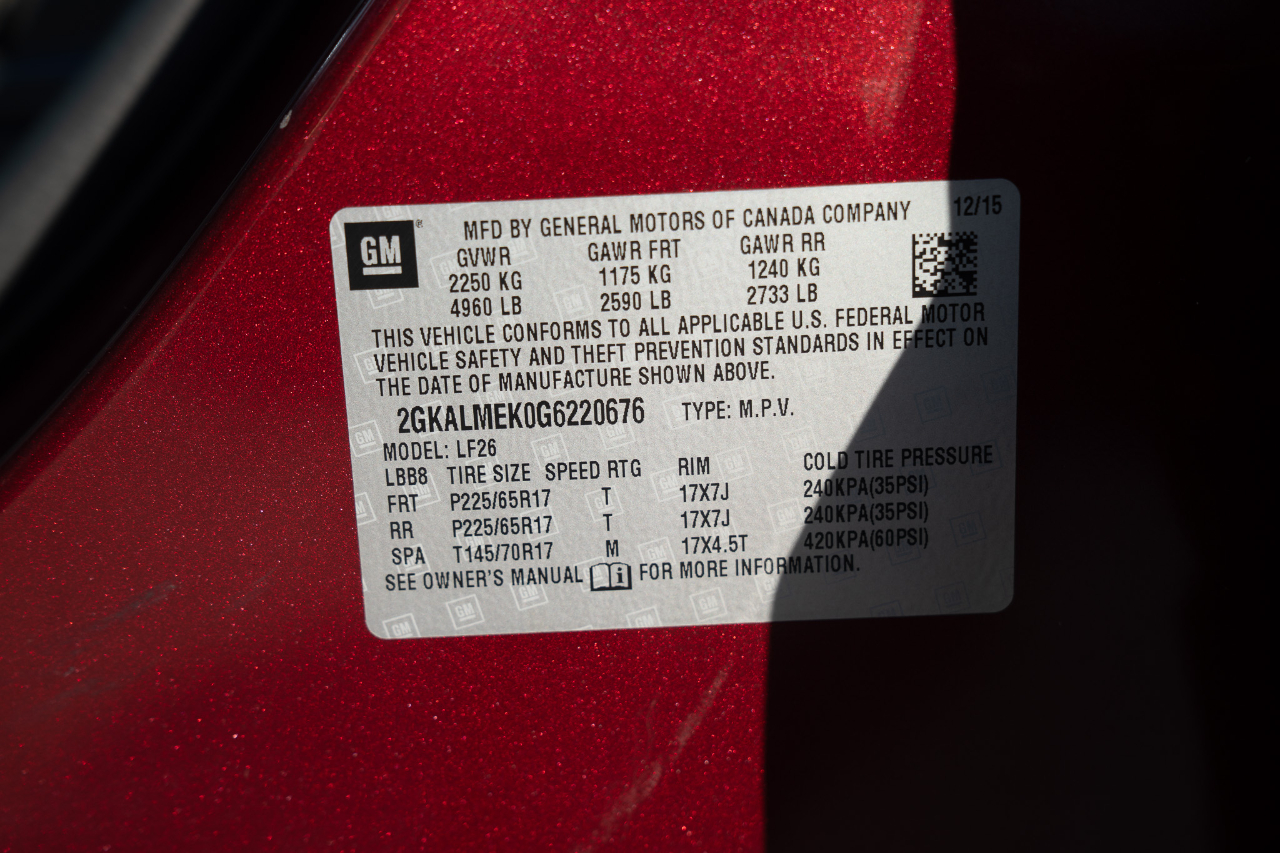 GM® MFD BY GENERAL MOTORS OF CANADA COMPANY 12/15
GVWR GAWR FRT GAWR RR
2250 KG 1175 KG 1240 KG
4960 LB 2590 LB 2733 LB
THIS VEHICLE CONFORMS TO ALL APPLICABLE U.S. FEDERAL MOTOR
VEHICLE SAFETY AND THEFT PREVENTION STANDARDS IN EFFECT ON
THE DATE OF MANUFACTURE SHOWN ABOVE.
2GKALMEK0G6220676 TYPE: M.P.V.
MODEL: LF26
LBB8 TIRE SIZE SPEED RTG RIM COLD TIRE PRESSURE
FRT P225/65R17 T 17X7J 240KPA(35PSI)
RR P225/65R17 T 17X7J 240KPA(35PSI)
SPA T145/70R17 M 17X4.5T 420KPA(60PSI)
SEE OWNER'S MANUAL i FOR MORE INFORMATION.